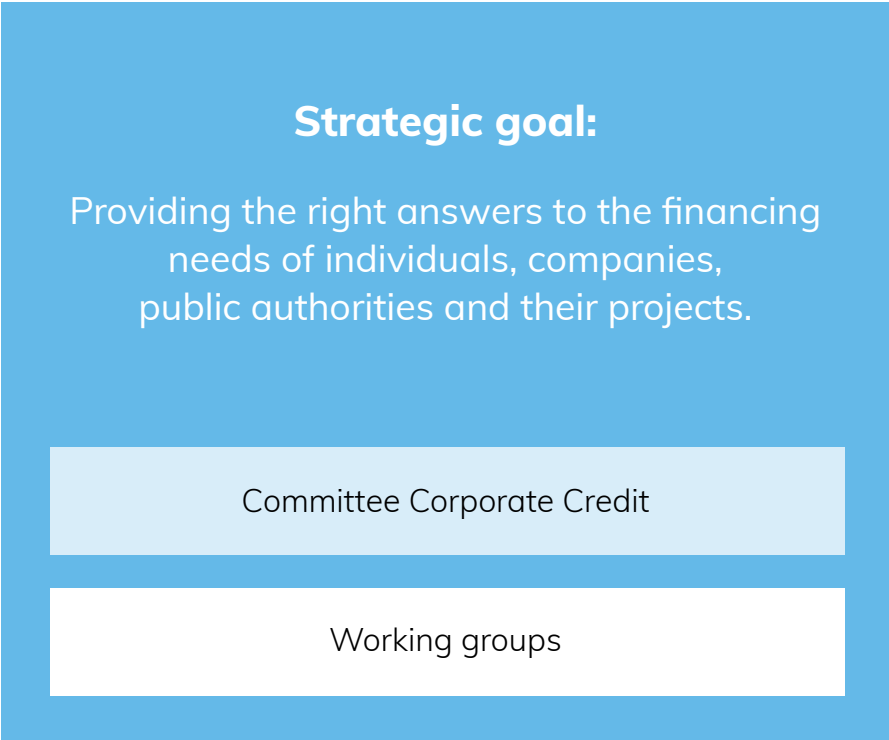 Strategic goal:
Providing the right answers to the financing
needs of individuals, companies,
public authorities and their projects.
Committee Corporate Credit
Working groups